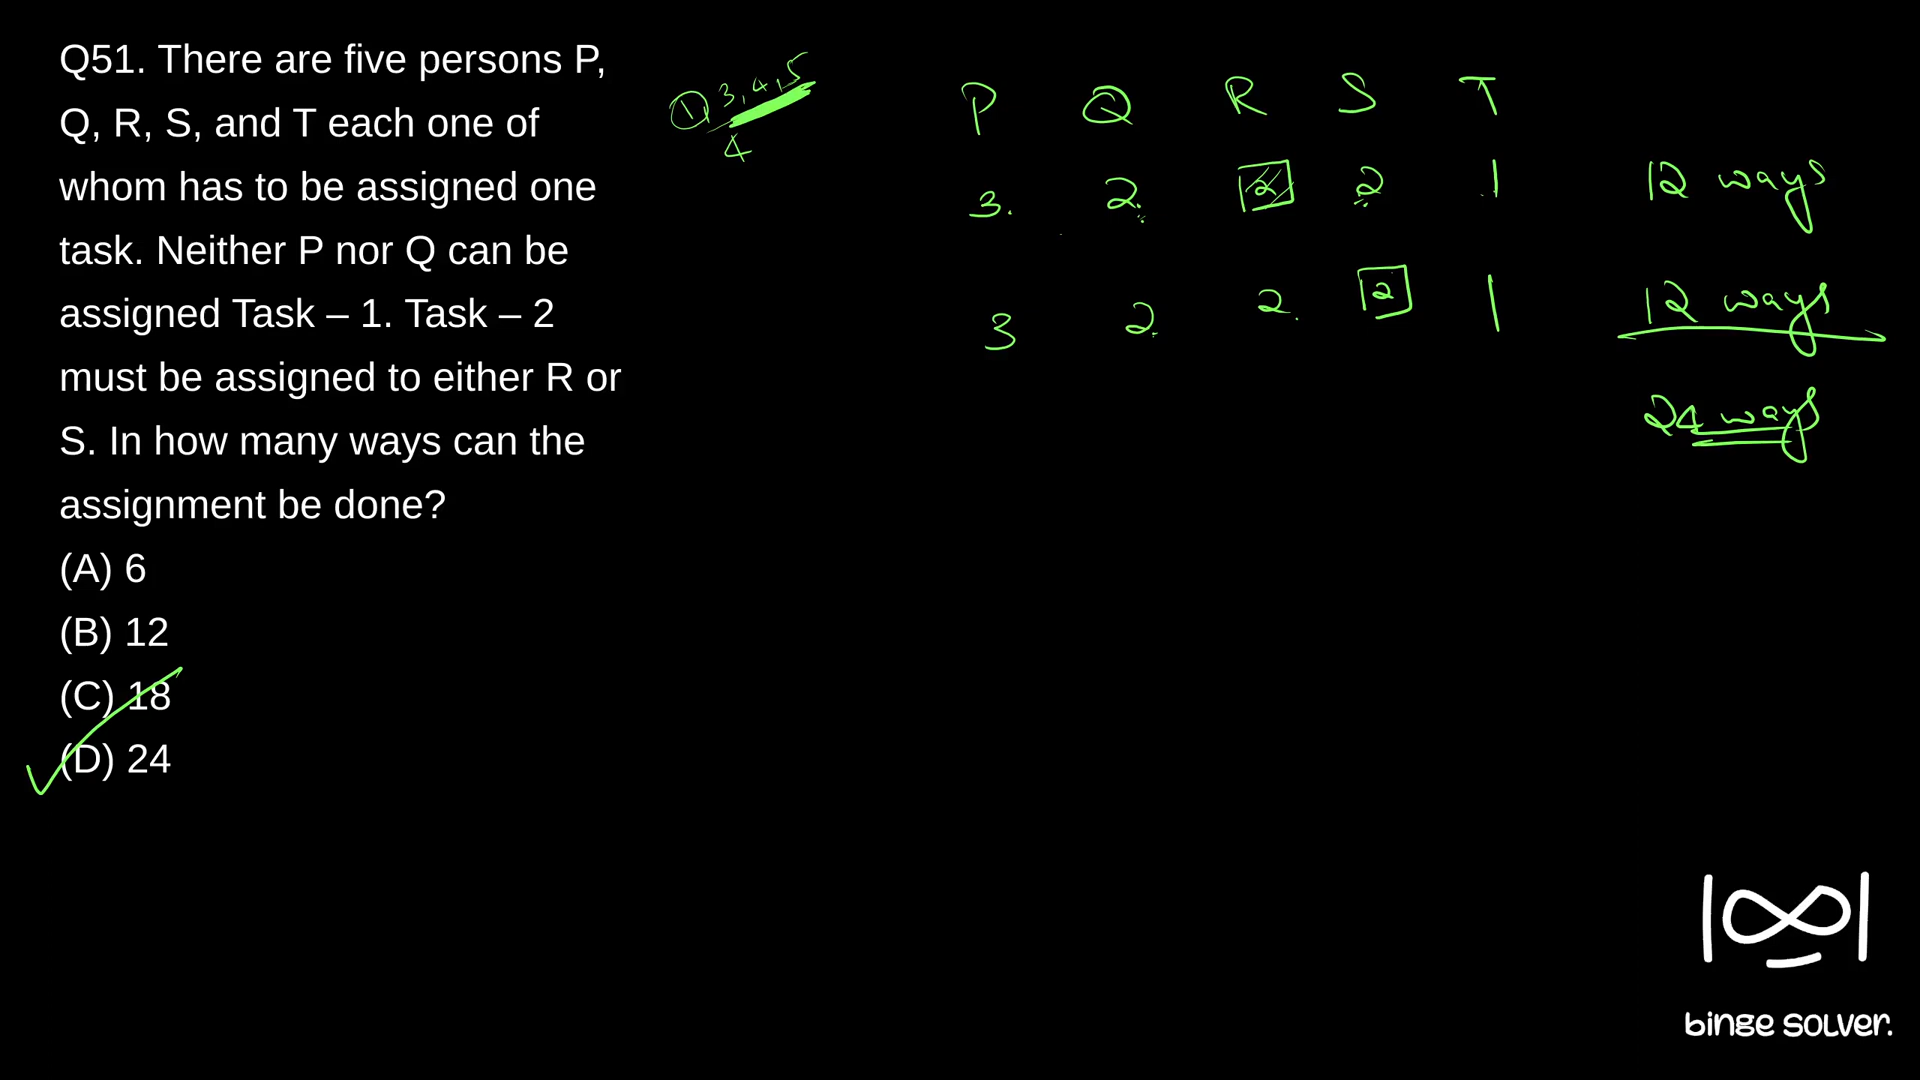 Q51. There are five persons P,
Q, R, S, and T each one of
whom has to be assigned one
task. Neither P nor Q can be
assigned Task – 1. Task – 2
must be assigned to either R or
S. In how many ways can the
assignment be done?
(A) 6
(B) 12
(C) 18
(D) 24
1, 3, 4, 5
4
P Q R S T
3. 2. 2 2 1 12 ways
3 2. 2. 2 1 12 ways
24 ways
binge SOLVER.